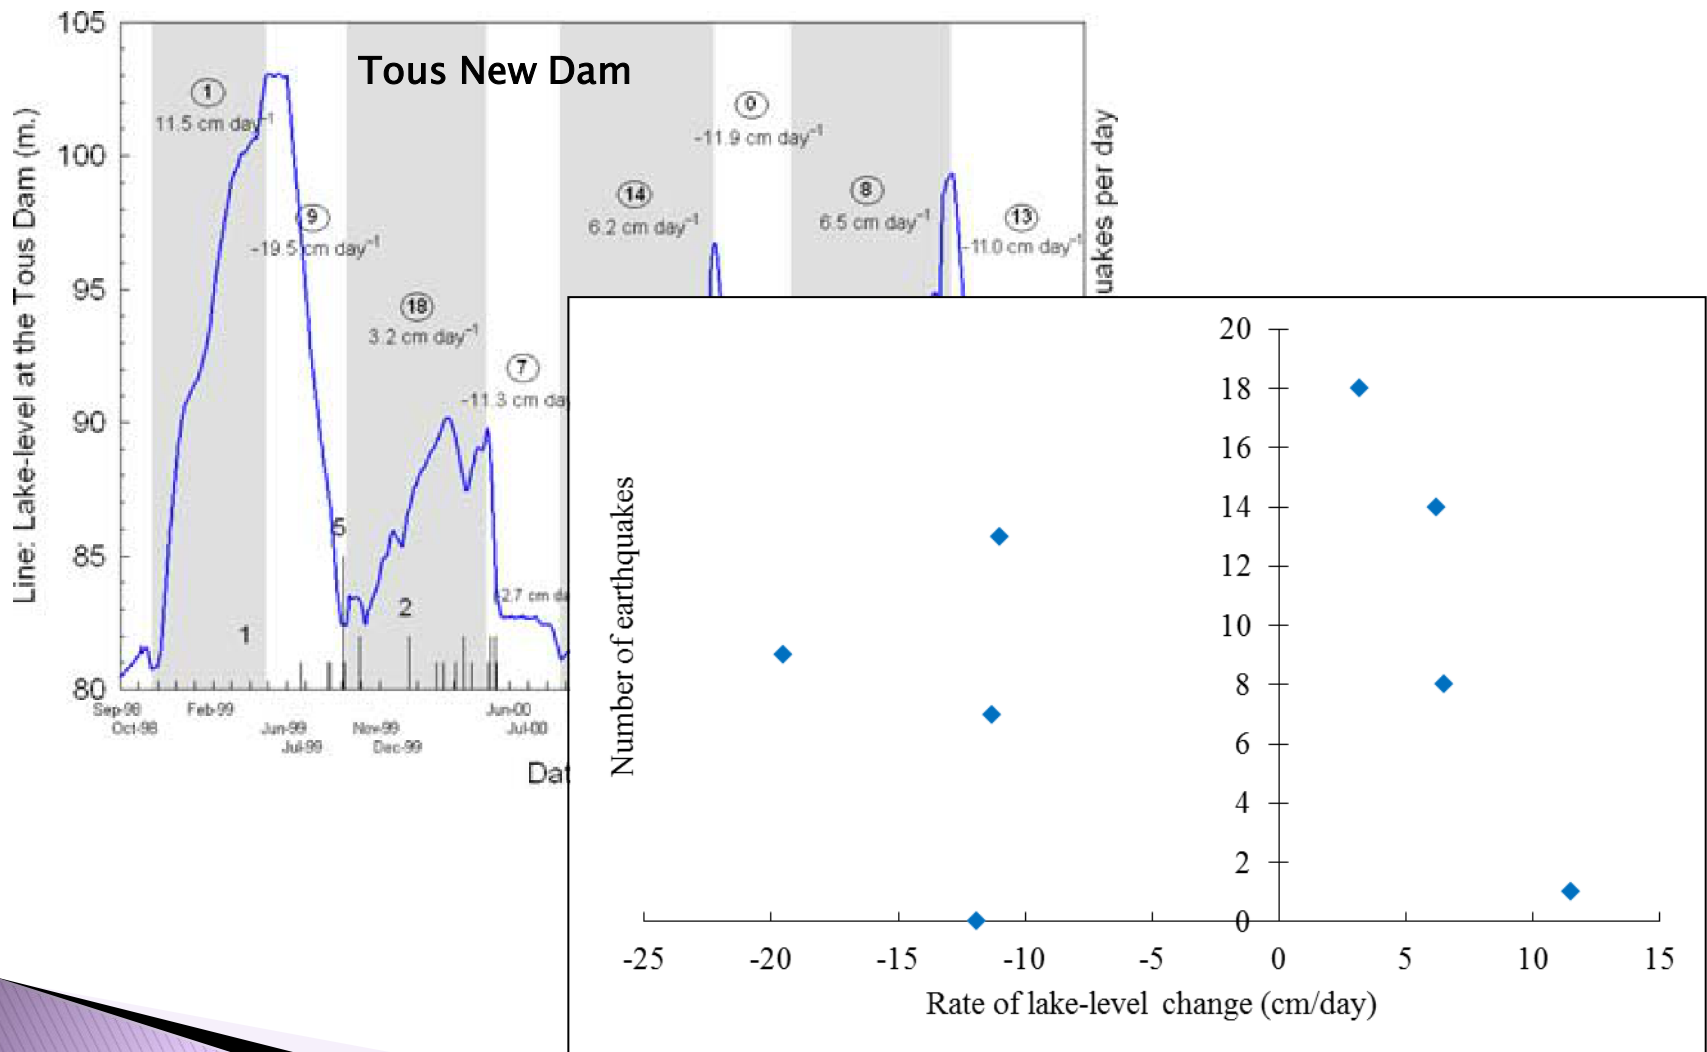 Tous New Dam
Line: Lake-level at the Tous Dam (m.)
105
100
95
90
85
80
1
11.5 cm day⁻¹
9
-19.5 cm day⁻¹
18
3.2 cm day⁻¹
7
-11.3 cm da
14
6.2 cm day⁻¹
0
-11.9 cm day⁻¹
8
6.5 cm day⁻¹
13
-11.0 cm day⁻¹
uakes per day
5
2
1
-2.7 cm da
Sep-98
Oct-98
Feb-99
Jun-99
Jul-99
Nov-99
Dec-99
Jun-00
Jul-00
Dat
Number of earthquakes
20
18
16
14
12
10
8
6
4
2
0
-25 -20 -15 -10 -5 0 5 10 15
Rate of lake-level change (cm/day)